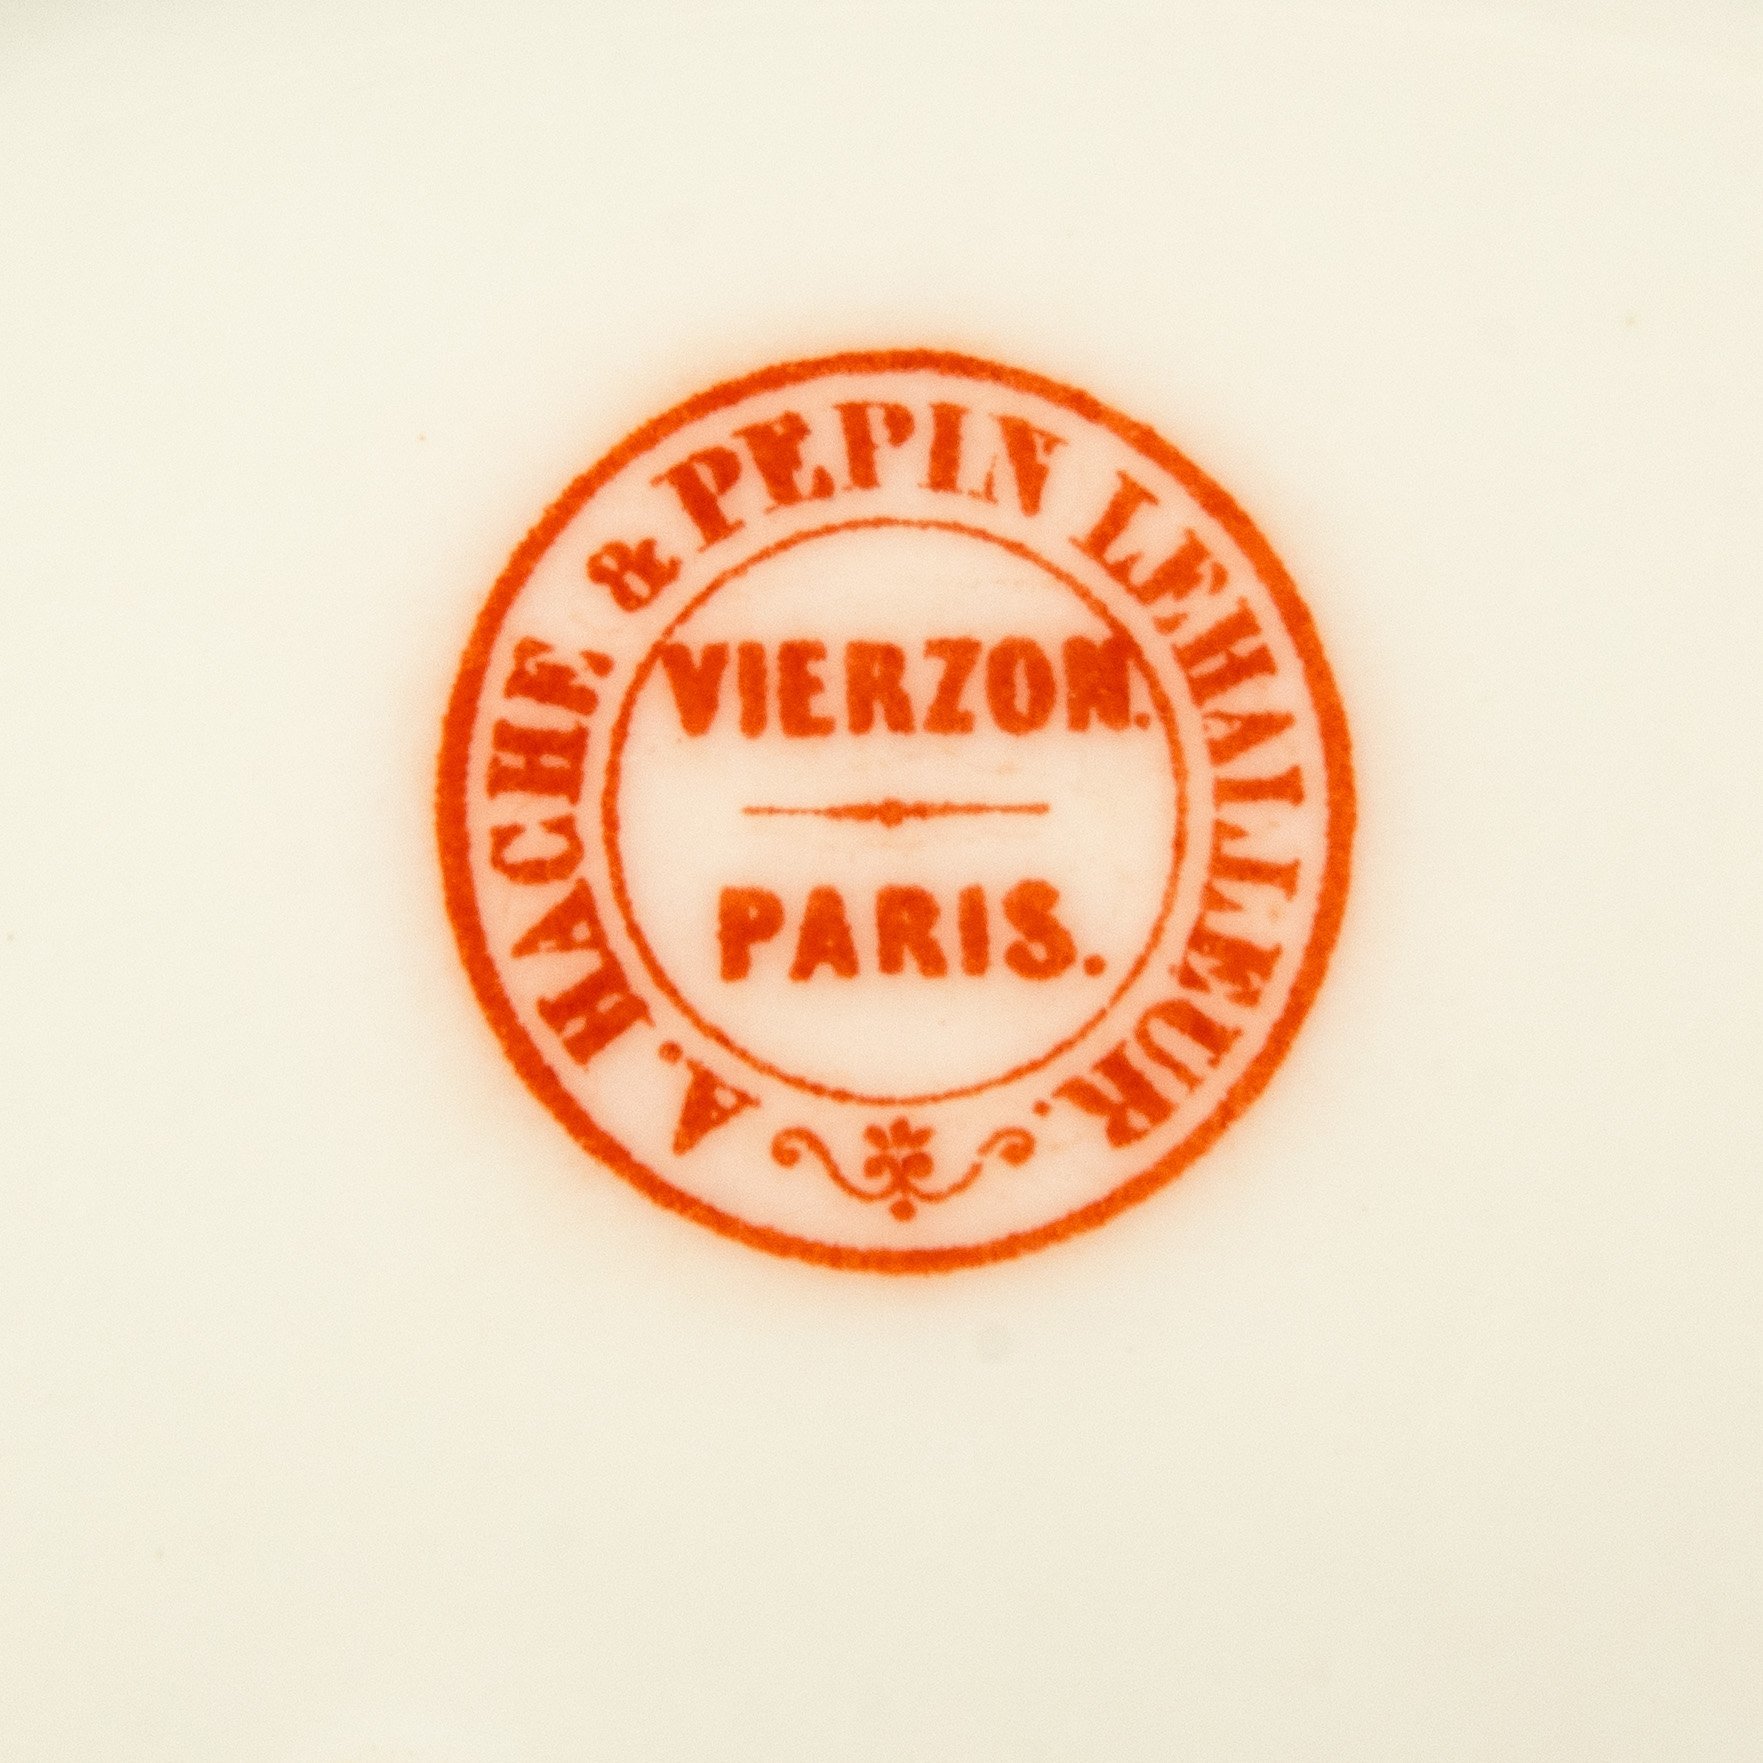 A. HACHE & PEPIN LEHALLEUR.
VIERZON.
PARIS.